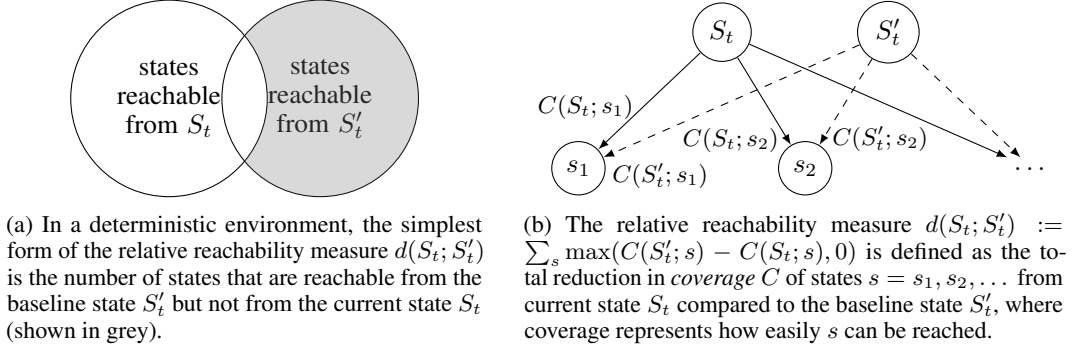 states
reachable
from $S_t$
states
reachable
from $S'_t$
$S_t$
$S'_t$
$C(S_t; s_1)$
$C(S_t; s_2)$
$C(S'_t; s_2)$
$s_1$
$C(S'_t; s_1)$
$s_2$
...
(a) In a deterministic environment, the simplest
form of the relative reachability measure $d(S_t; S'_t)$
is the number of states that are reachable from the
baseline state $S'_t$ but not from the current state $S_t$
(shown in grey).
(b) The relative reachability measure $d(S_t; S'_t)$ :=
$\sum_s \max(C(S'_t; s) - C(S_t; s), 0)$ is defined as the to-
tal reduction in coverage $C$ of states $s = s_1, s_2, \dots$ from
current state $S_t$ compared to the baseline state $S'_t$, where
coverage represents how easily $s$ can be reached.